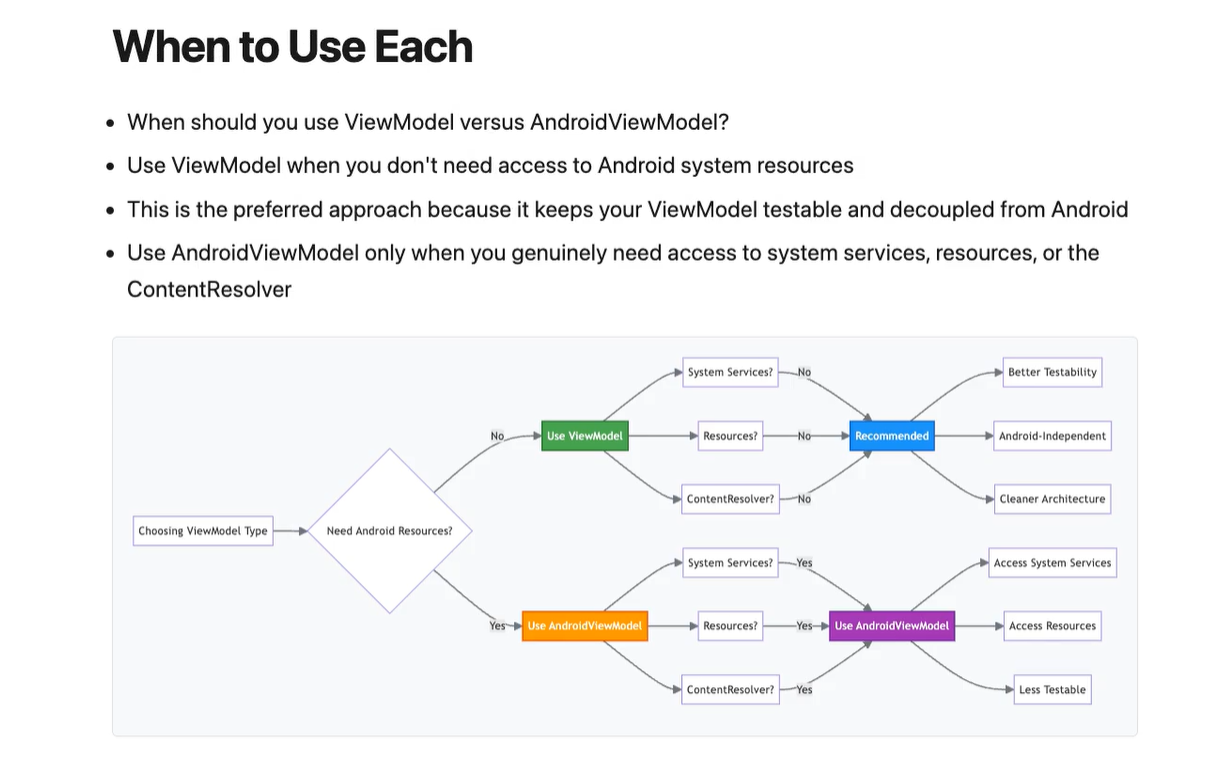 When to Use Each
• When should you use ViewModel versus AndroidViewModel?
• Use ViewModel when you don't need access to Android system resources
• This is the preferred approach because it keeps your ViewModel testable and decoupled from Android
• Use AndroidViewModel only when you genuinely need access to system services, resources, or the
ContentResolver
Choosing ViewModel Type
Need Android Resources?
No
Use ViewModel
System Services?
No
Resources?
No
ContentResolver?
No
Recommended
Better Testability
Android-Independent
Cleaner Architecture
Yes
Use AndroidViewModel
System Services?
Yes
Resources?
Yes
ContentResolver?
Yes
Use AndroidViewModel
Access System Services
Access Resources
Less Testable